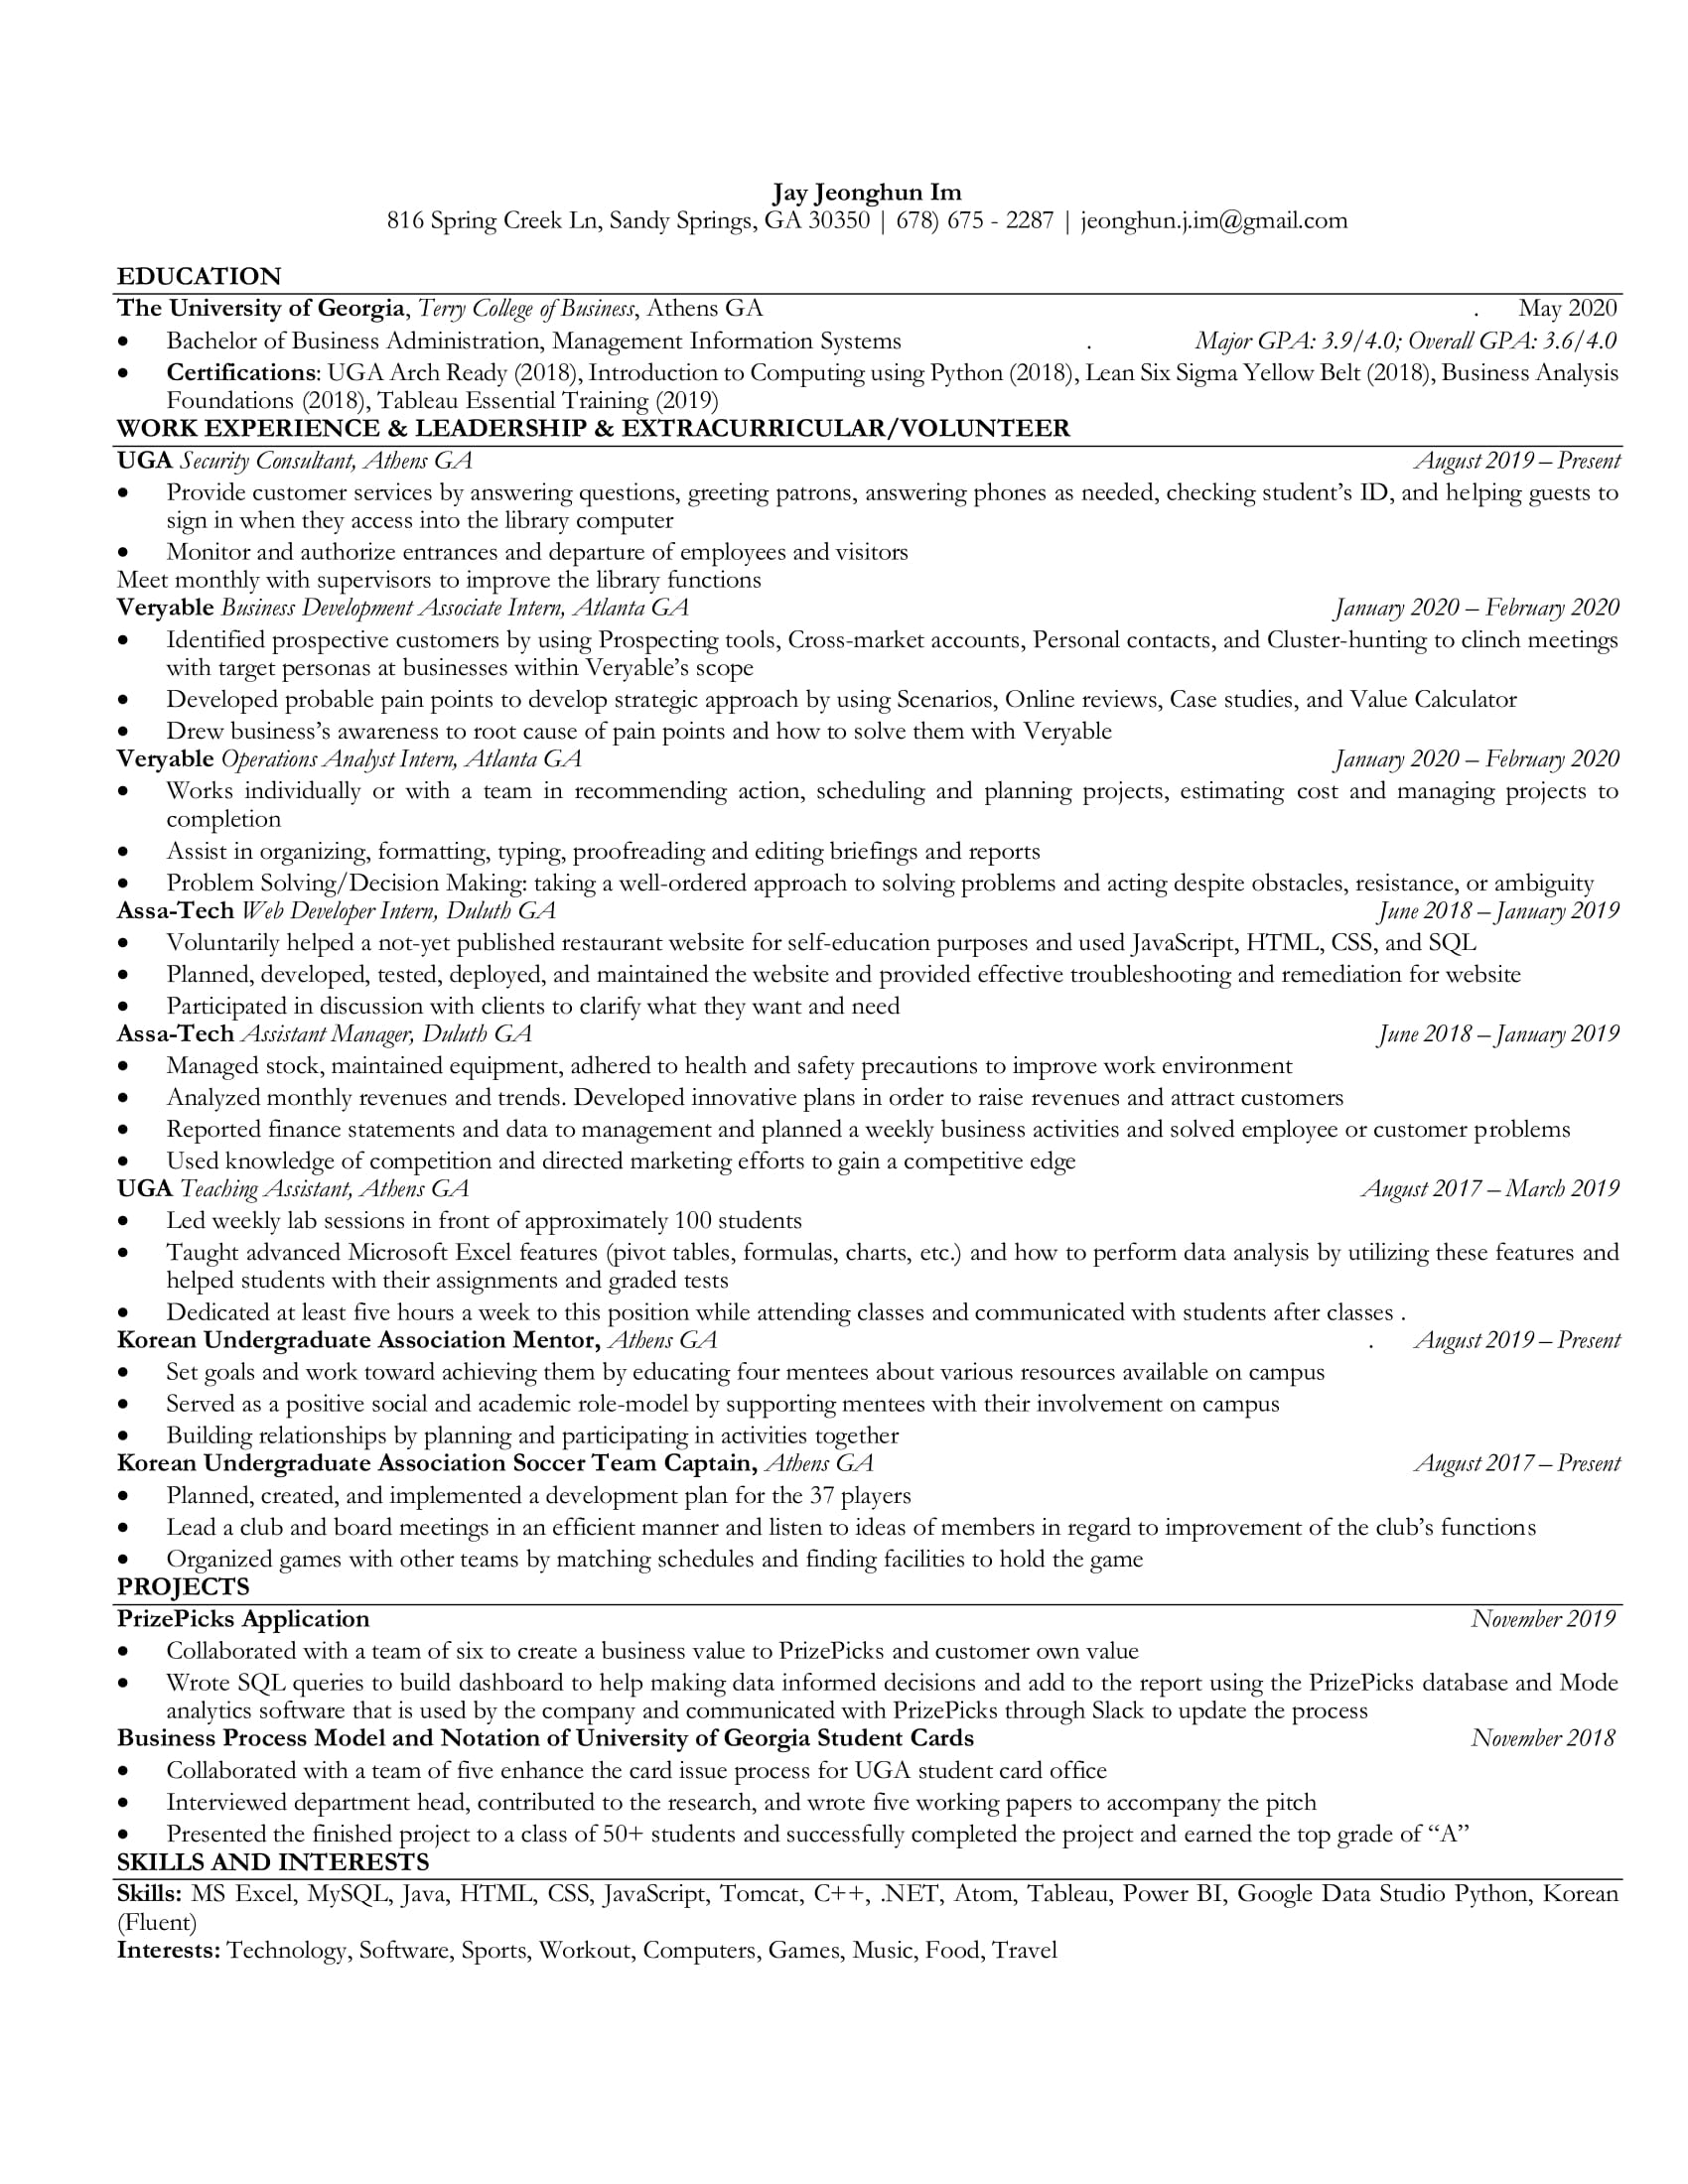 Jay Jeonghun Im
816 Spring Creek Ln, Sandy Springs, GA 30350 | 678) 675 - 2287 | jeonghun.j.im@gmail.com
EDUCATION
The University of Georgia, Terry College of Business, Athens GA . May 2020
• Bachelor of Business Administration, Management Information Systems . Major GPA: 3.9/4.0; Overall GPA: 3.6/4.0
• Certifications: UGA Arch Ready (2018), Introduction to Computing using Python (2018), Lean Six Sigma Yellow Belt (2018), Business Analysis
Foundations (2018), Tableau Essential Training (2019)
WORK EXPERIENCE & LEADERSHIP & EXTRACURRICULAR/VOLUNTEER
UGA Security Consultant, Athens GA August 2019 – Present
• Provide customer services by answering questions, greeting patrons, answering phones as needed, checking student’s ID, and helping guests to
sign in when they access into the library computer
• Monitor and authorize entrances and departure of employees and visitors
Meet monthly with supervisors to improve the library functions
Veryable Business Development Associate Intern, Atlanta GA January 2020 – February 2020
• Identified prospective customers by using Prospecting tools, Cross-market accounts, Personal contacts, and Cluster-hunting to clinch meetings
with target personas at businesses within Veryable’s scope
• Developed probable pain points to develop strategic approach by using Scenarios, Online reviews, Case studies, and Value Calculator
• Drew business’s awareness to root cause of pain points and how to solve them with Veryable
Veryable Operations Analyst Intern, Atlanta GA January 2020 – February 2020
• Works individually or with a team in recommending action, scheduling and planning projects, estimating cost and managing projects to
completion
• Assist in organizing, formatting, typing, proofreading and editing briefings and reports
• Problem Solving/Decision Making: taking a well-ordered approach to solving problems and acting despite obstacles, resistance, or ambiguity
Assa-Tech Web Developer Intern, Duluth GA June 2018 – January 2019
• Voluntarily helped a not-yet published restaurant website for self-education purposes and used JavaScript, HTML, CSS, and SQL
• Planned, developed, tested, deployed, and maintained the website and provided effective troubleshooting and remediation for website
• Participated in discussion with clients to clarify what they want and need
Assa-Tech Assistant Manager, Duluth GA June 2018 – January 2019
• Managed stock, maintained equipment, adhered to health and safety precautions to improve work environment
• Analyzed monthly revenues and trends. Developed innovative plans in order to raise revenues and attract customers
• Reported finance statements and data to management and planned a weekly business activities and solved employee or customer problems
• Used knowledge of competition and directed marketing efforts to gain a competitive edge
UGA Teaching Assistant, Athens GA August 2017 – March 2019
• Led weekly lab sessions in front of approximately 100 students
• Taught advanced Microsoft Excel features (pivot tables, formulas, charts, etc.) and how to perform data analysis by utilizing these features and
helped students with their assignments and graded tests
• Dedicated at least five hours a week to this position while attending classes and communicated with students after classes .
Korean Undergraduate Association Mentor, Athens GA . August 2019 – Present
• Set goals and work toward achieving them by educating four mentees about various resources available on campus
• Served as a positive social and academic role-model by supporting mentees with their involvement on campus
• Building relationships by planning and participating in activities together
Korean Undergraduate Association Soccer Team Captain, Athens GA August 2017 – Present
• Planned, created, and implemented a development plan for the 37 players
• Lead a club and board meetings in an efficient manner and listen to ideas of members in regard to improvement of the club’s functions
• Organized games with other teams by matching schedules and finding facilities to hold the game
PROJECTS
PrizePicks Application November 2019
• Collaborated with a team of six to create a business value to PrizePicks and customer own value
• Wrote SQL queries to build dashboard to help making data informed decisions and add to the report using the PrizePicks database and Mode
analytics software that is used by the company and communicated with PrizePicks through Slack to update the process
Business Process Model and Notation of University of Georgia Student Cards November 2018
• Collaborated with a team of five enhance the card issue process for UGA student card office
• Interviewed department head, contributed to the research, and wrote five working papers to accompany the pitch
• Presented the finished project to a class of 50+ students and successfully completed the project and earned the top grade of “A”
SKILLS AND INTERESTS
Skills: MS Excel, MySQL, Java, HTML, CSS, JavaScript, Tomcat, C++, .NET, Atom, Tableau, Power BI, Google Data Studio Python, Korean
(Fluent)
Interests: Technology, Software, Sports, Workout, Computers, Games, Music, Food, Travel